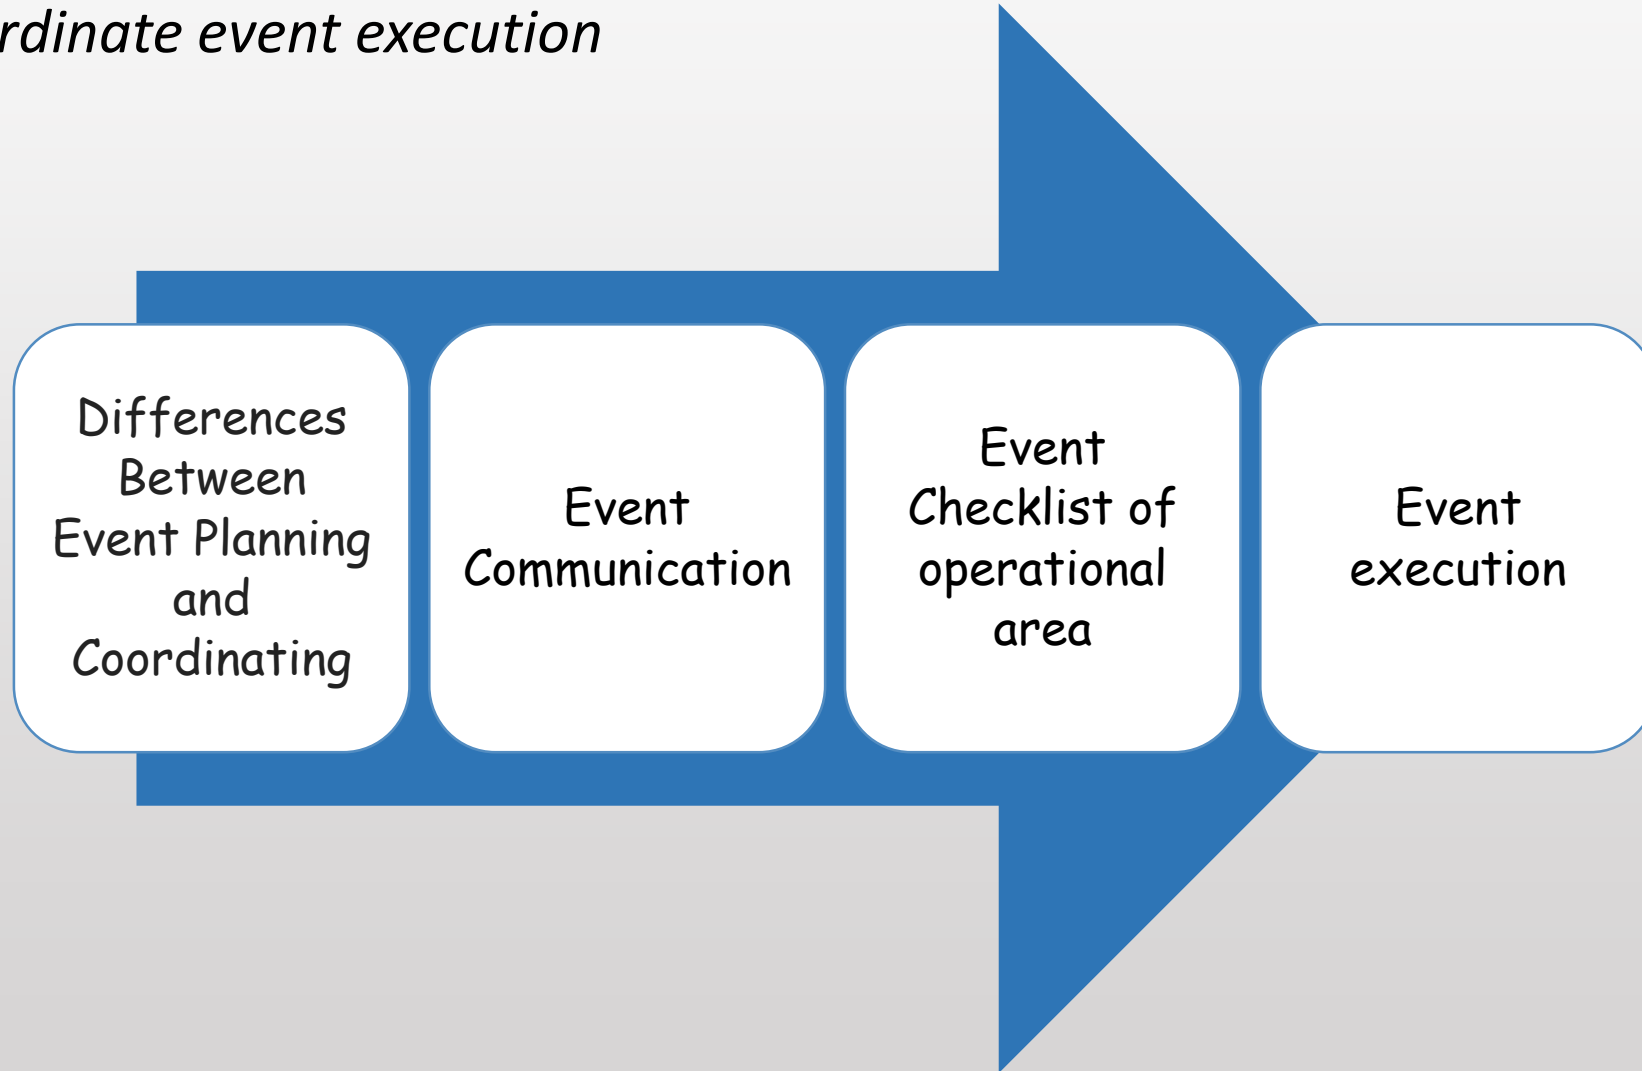 rdinate event execution
Differences
Between
Event Planning
and
Coordinating
Event
Communication
Event
Checklist of
operational
area
Event
execution